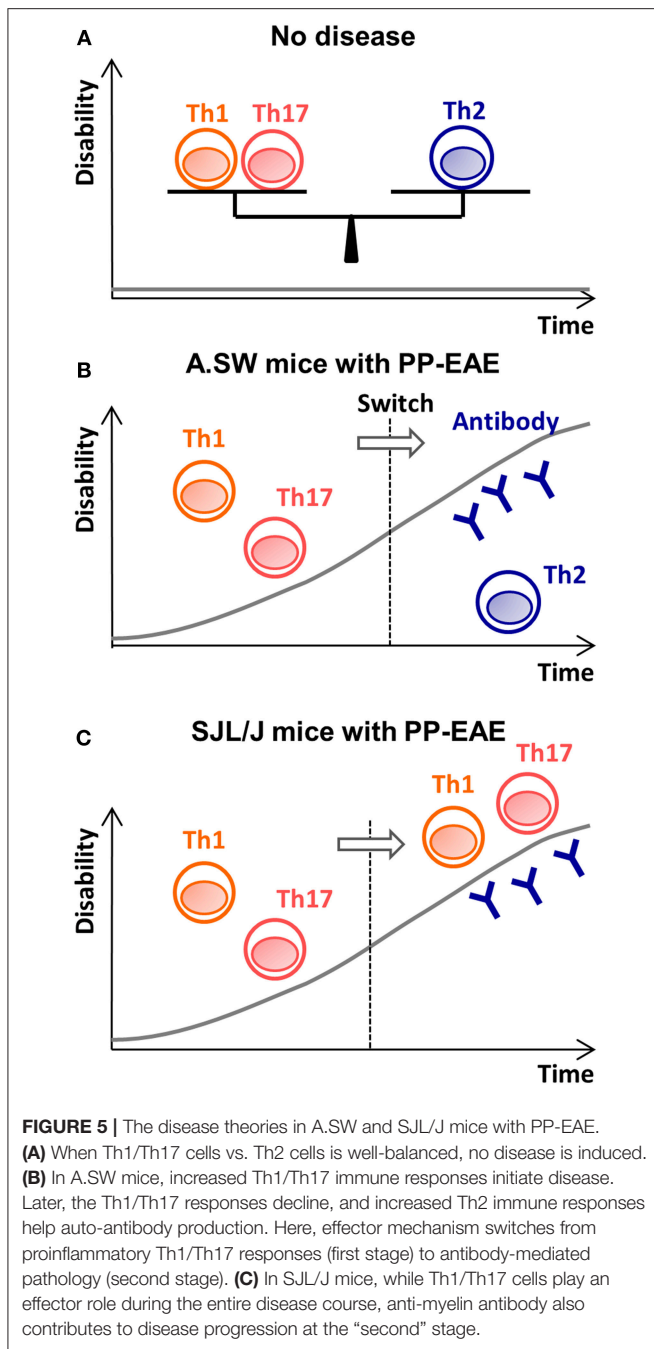 A
No disease
Disability
Th1
Th17
Th2
Time
B
A.SW mice with PP-EAE
Disability
Switch
Th1
Th17
Antibody
Th2
Time
C
SJL/J mice with PP-EAE
Disability
Th1
Th17
Th1
Th17
Time
FIGURE 5 | The disease theories in A.SW and SJL/J mice with PP-EAE.
(A) When Th1/Th17 cells vs. Th2 cells is well-balanced, no disease is induced.
(B) In A.SW mice, increased Th1/Th17 immune responses initiate disease.
Later, the Th1/Th17 responses decline, and increased Th2 immune responses
help auto-antibody production. Here, effector mechanism switches from
proinflammatory Th1/Th17 responses (first stage) to antibody-mediated
pathology (second stage). (C) In SJL/J mice, while Th1/Th17 cells play an
effector role during the entire disease course, anti-myelin antibody also
contributes to disease progression at the “second” stage.